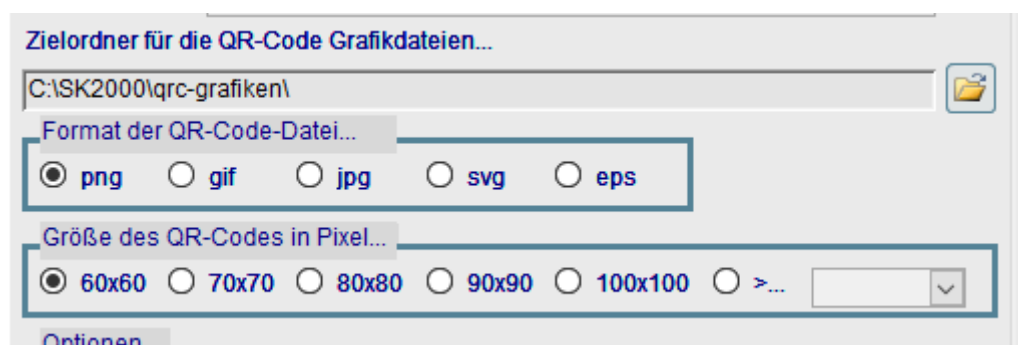 Zielordner für die QR-Code Grafikdateien...
C:\SK2000\qrc-grafiken\
Format der QR-Code-Datei...
png gif jpg svg eps
Größe des QR-Codes in Pixel...
60x60 70x70 80x80 90x90 100x100 >...
Optionen